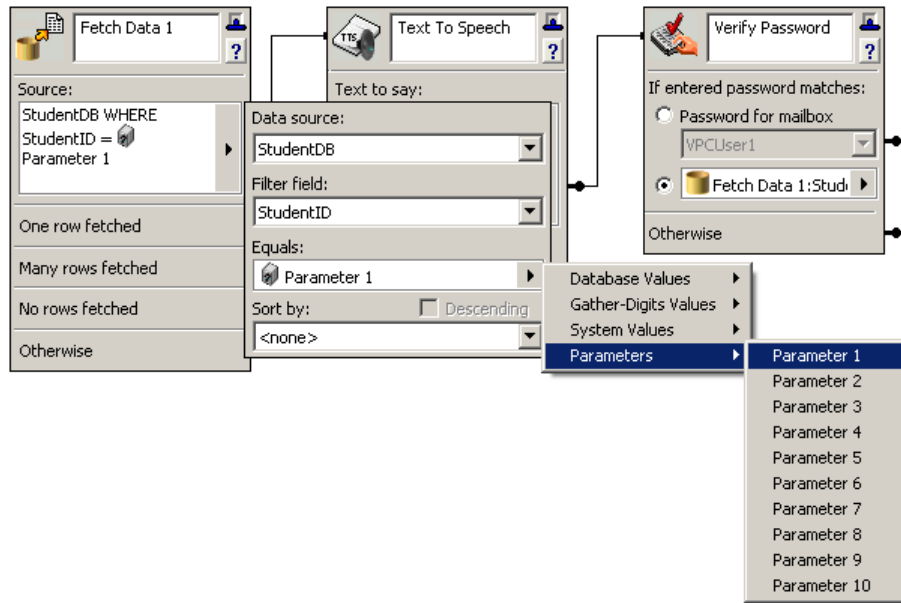 Fetch Data 1
?
Source:
StudentDB WHERE
StudentID =
Parameter 1
One row fetched
Many rows fetched
No rows fetched
Otherwise
TTS
Text To Speech
?
Text to say:
Data source:
StudentDB
Filter field:
StudentID
Equals:
Parameter 1
Sort by:
Descending
<none>
Verify Password
?
If entered password matches:
Password for mailbox
VPCUser1
Fetch Data 1:Stud
Otherwise
Database Values
Gather-Digits Values
System Values
Parameters
Parameter 1
Parameter 2
Parameter 3
Parameter 4
Parameter 5
Parameter 6
Parameter 7
Parameter 8
Parameter 9
Parameter 10